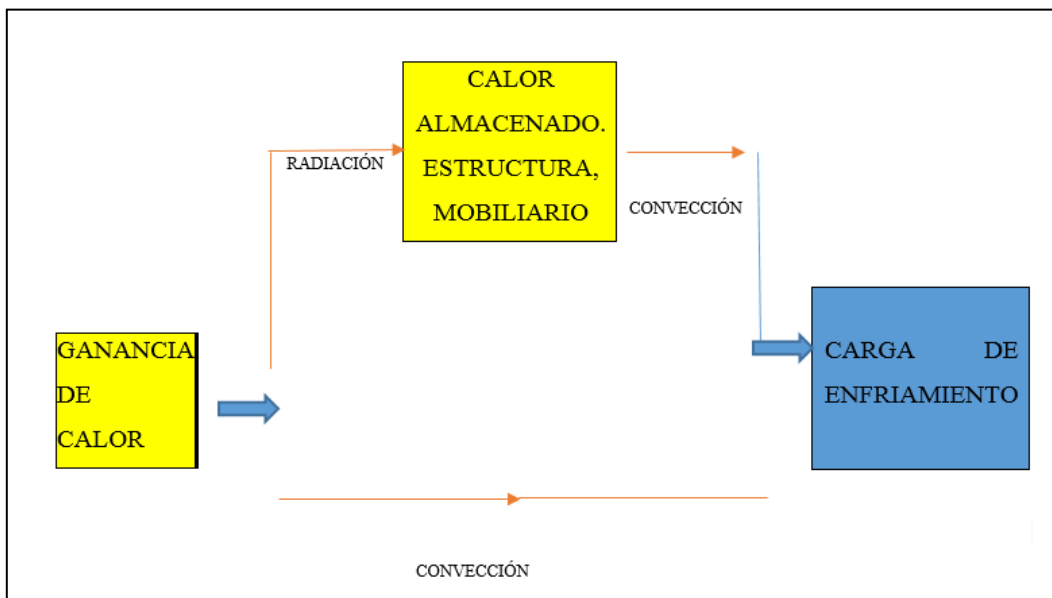 CALOR
ALMACENADO.
ESTRUCTURA,
MOBILIARIO
RADIACIÓN
CONVECCIÓN
GANANCIA
DE
CALOR
CARGA DE
ENFRIAMIENTO
CONVECCIÓN